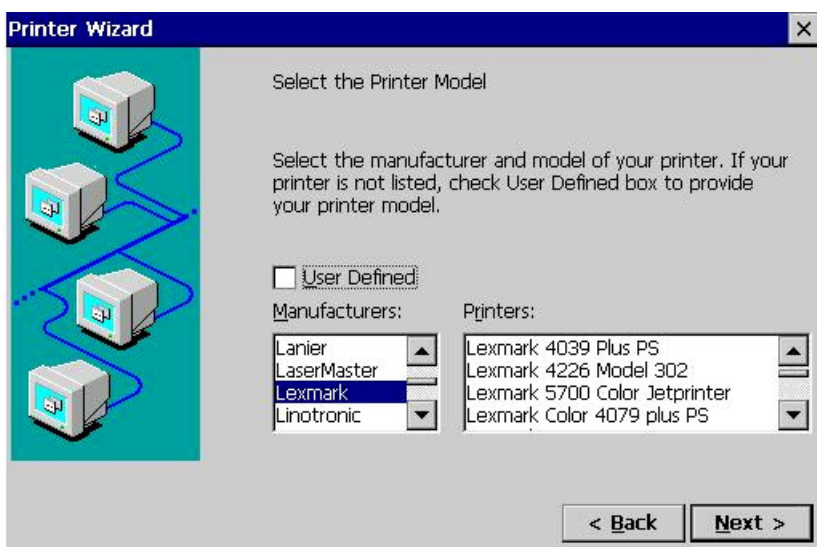 Printer Wizard
Select the Printer Model
Select the manufacturer and model of your printer. If your
printer is not listed, check User Defined box to provide
your printer model.
User Defined
Manufacturers:
Lanier
LaserMaster
Lexmark
Linotronic
Printers:
Lexmark 4039 Plus PS
Lexmark 4226 Model 302
Lexmark 5700 Color Jetprinter
Lexmark Color 4079 plus PS
< Back
Next >